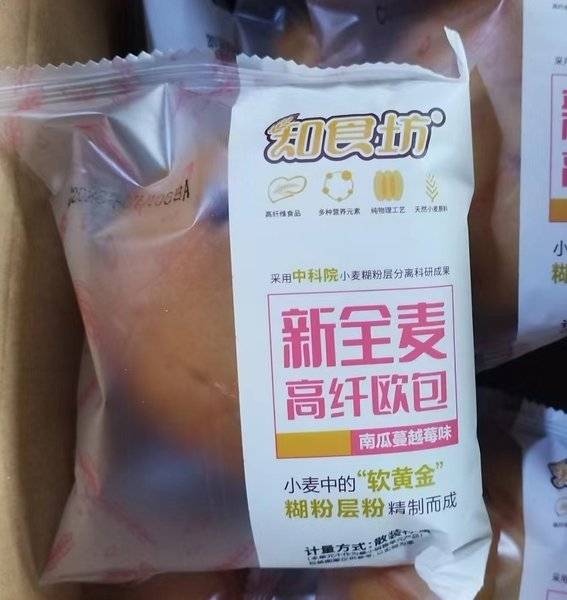 知食坊
高纤维食品 多种营养元素 纯物理工艺 天然小麦原料
采用中科院小麦糊粉层分离科研成果
新全麦
高纤欧包
南瓜蔓越莓味
小麦中的“软黄金”
糊粉层粉精制而成
计量方式:散装